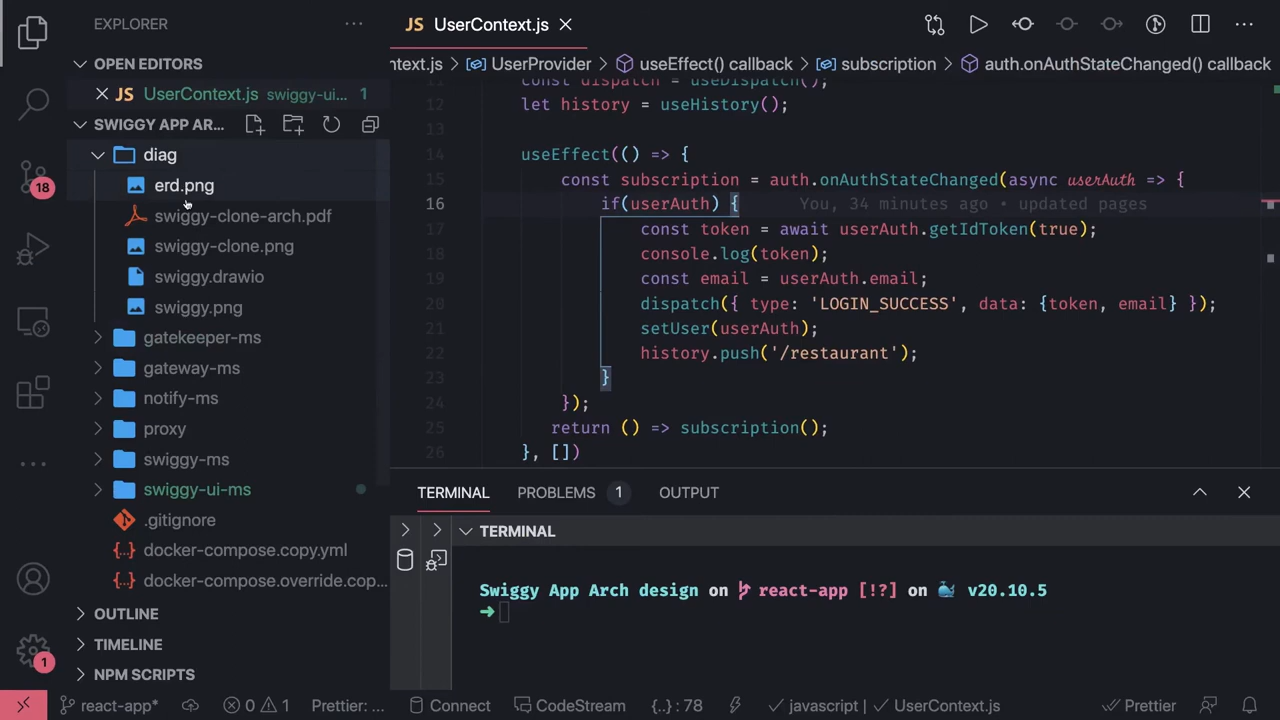 EXPLORER
OPEN EDITORS
JS UserContext.js swiggy-ui... 1
SWIGGY APP AR...
diag
erd.png
swiggy-clone-arch.pdf
swiggy-clone.png
swiggy.drawio
swiggy.png
gatekeeper-ms
gateway-ms
notify-ms
proxy
swiggy-ms
swiggy-ui-ms
.gitignore
{..} docker-compose.copy.yml
{..} docker-compose.override.cop...
OUTLINE
TIMELINE
NPM SCRIPTS
18
1
JS UserContext.js
ntext.js > UserProvider > useEffect() callback > subscription > auth.onAuthStateChanged() callback
const dispatch = useDispatch();
12 let history = useHistory();
13
14 useEffect(() => {
15 const subscription = auth.onAuthStateChanged(async userAuth => {
16 if(userAuth) { You, 34 minutes ago • updated pages
17 const token = await userAuth.getIdToken(true);
18 console.log(token);
19 const email = userAuth.email;
20 dispatch({ type: 'LOGIN_SUCCESS', data: {token, email} });
21 setUser(userAuth);
22 history.push('/restaurant');
23 }
24 });
25 return () => subscription();
26 }, [])
TERMINAL PROBLEMS 1 OUTPUT
TERMINAL
Swiggy App Arch design on react-app [!?] on 🐳 v20.10.5
➜
react-app* 0 1 Prettier: ... Connect CodeStream {..}: 78 javascript | UserContext.js Prettier